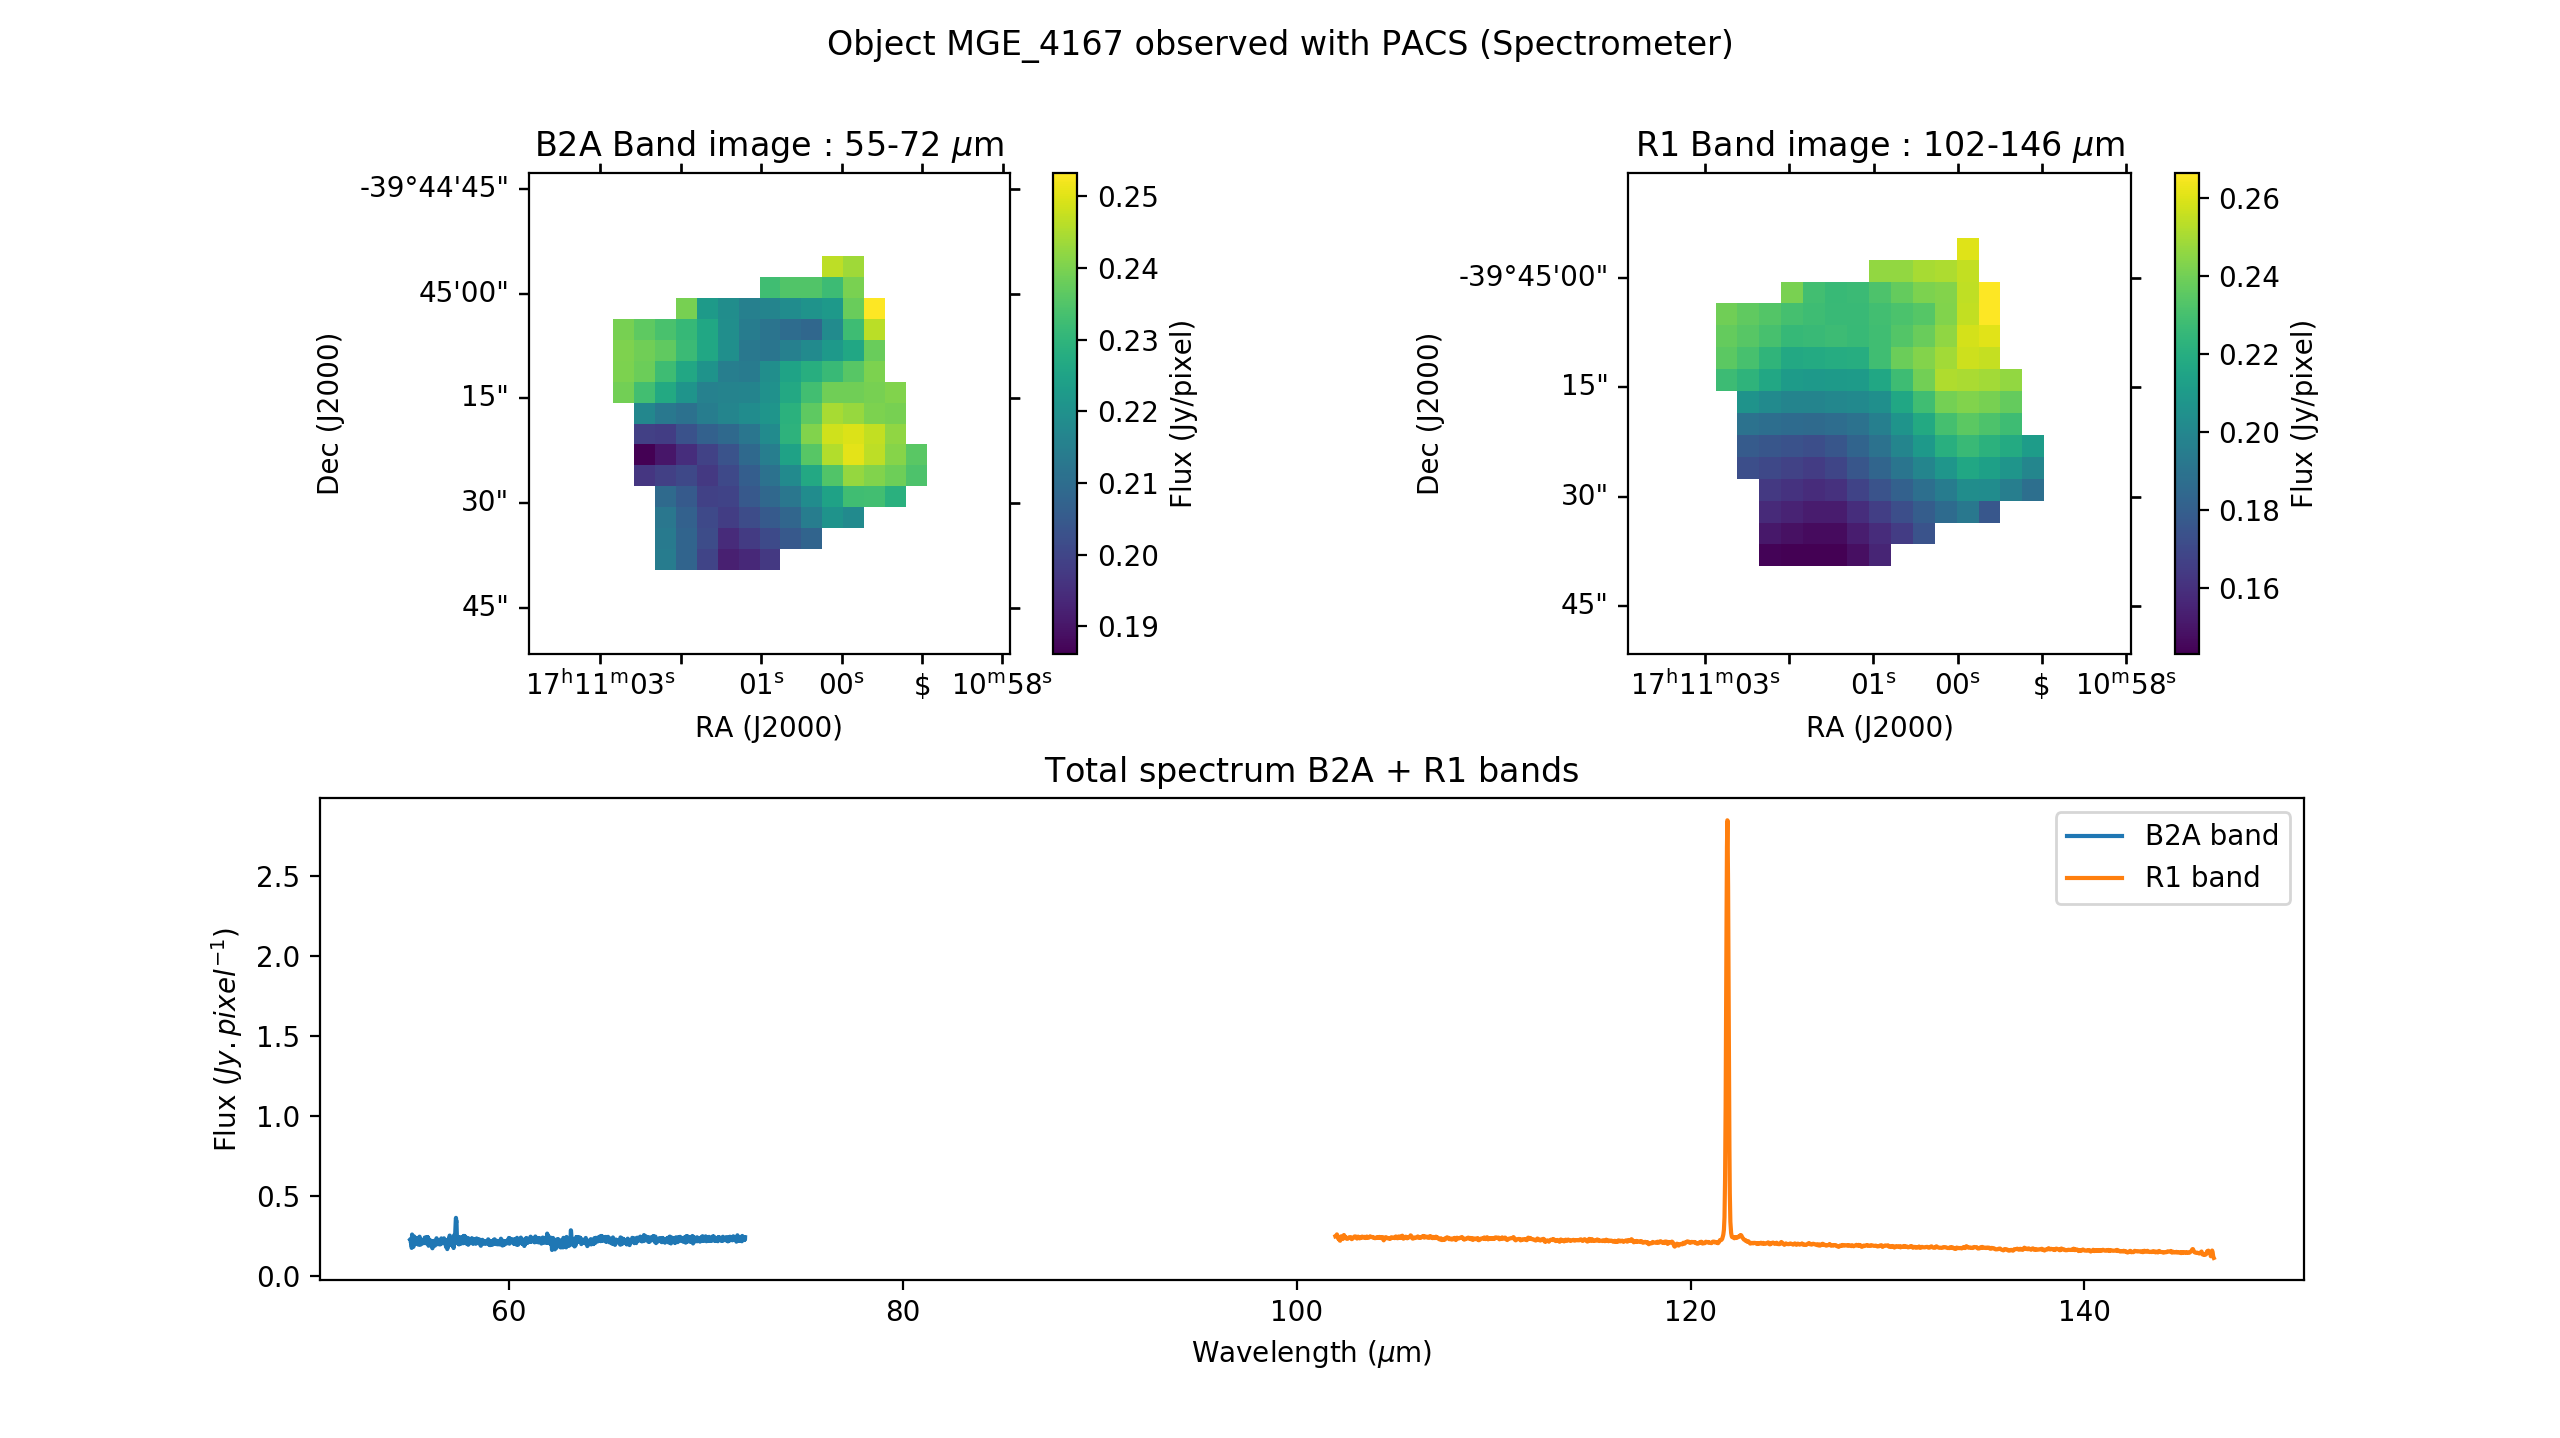 Object MGE_4167 observed with PACS (Spectrometer)
B2A Band image : 55-72 μm
-39°44'45"
45'00"
15"
30"
45"
Dec (J2000)
17ʰ11ᵐ03ˢ 01ˢ 00ˢ $ 10ᵐ58ˢ
RA (J2000)
0.25
0.24
0.23
0.22
0.21
0.20
0.19
Flux (Jy/pixel)
R1 Band image : 102-146 μm
-39°45'00"
15"
30"
45"
Dec (J2000)
17ʰ11ᵐ03ˢ 01ˢ 00ˢ $ 10ᵐ58ˢ
RA (J2000)
0.26
0.24
0.22
0.20
0.18
0.16
Flux (Jy/pixel)
Total spectrum B2A + R1 bands
B2A band
R1 band
2.5
2.0
1.5
1.0
0.5
0.0
Flux (Jy.pixel⁻¹)
60 80 100 120 140
Wavelength (μm)